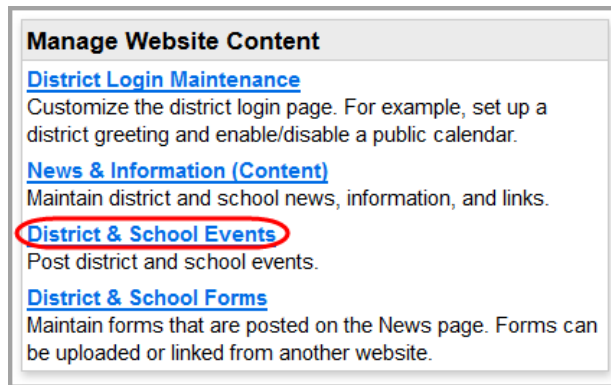 Manage Website Content
District Login Maintenance
Customize the district login page. For example, set up a
district greeting and enable/disable a public calendar.
News & Information (Content)
Maintain district and school news, information, and links.
District & School Events
Post district and school events.
District & School Forms
Maintain forms that are posted on the News page. Forms can
be uploaded or linked from another website.